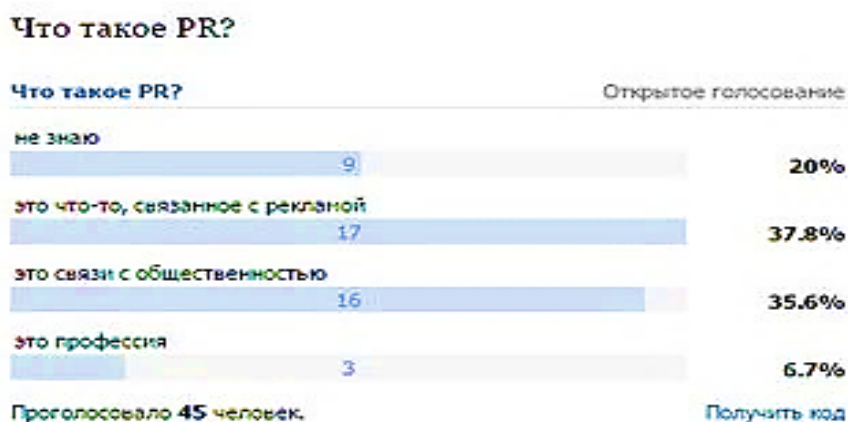 Что такое PR?
Что такое PR? Открытое голосование
не знаю
9 20%
это что-то, связанное с рекламой
17 37.8%
это связи с общественностью
16 35.6%
это профессия
3 6.7%
Проголосовало 45 человек. Получить код